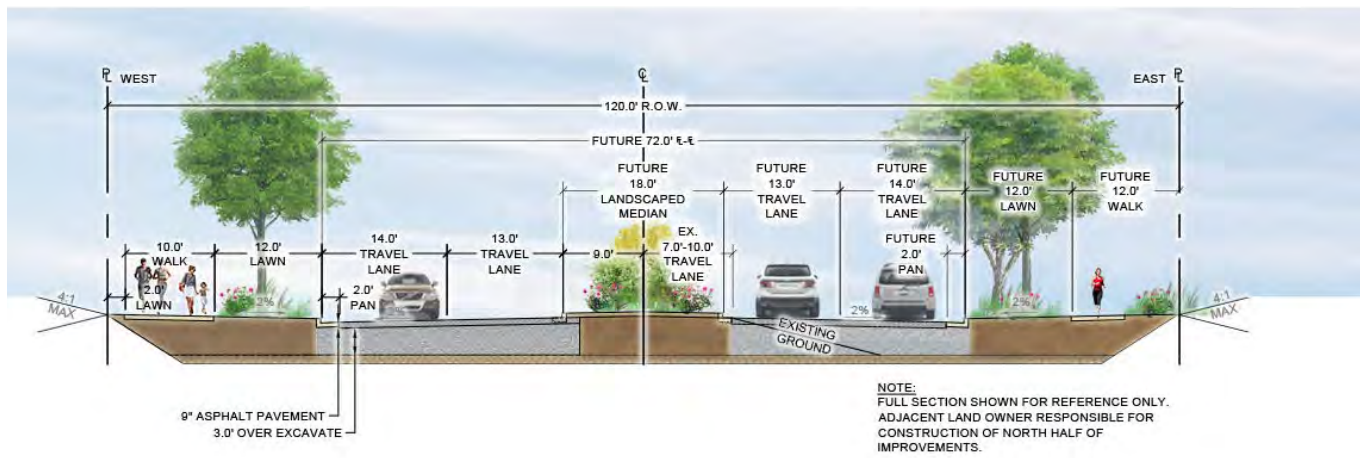 ℄
PL WEST
EAST PL
120.0' R.O.W.
FUTURE 72.0' ℄-℄
FUTURE
18.0'
LANDSCAPED
MEDIAN
FUTURE
13.0'
TRAVEL
LANE
FUTURE
14.0'
TRAVEL
LANE
FUTURE
12.0'
LAWN
FUTURE
12.0'
WALK
10.0'
WALK
12.0'
LAWN
14.0'
TRAVEL
LANE
13.0'
TRAVEL
LANE
9.0'
EX.
7.0'-10.0'
TRAVEL
LANE
FUTURE
2.0'
PAN
2.0'
LAWN
2.0'
PAN
4:1
MAX
2%
2%
2%
2%
4:1
MAX
EXISTING
GROUND
9" ASPHALT PAVEMENT
3.0' OVER EXCAVATE
NOTE:
FULL SECTION SHOWN FOR REFERENCE ONLY.
ADJACENT LAND OWNER RESPONSIBLE FOR
CONSTRUCTION OF NORTH HALF OF
IMPROVEMENTS.